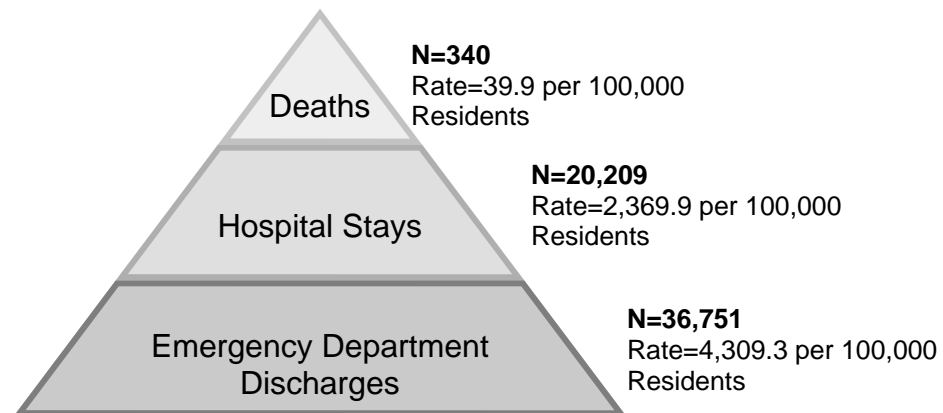 Deaths
N=340
Rate=39.9 per 100,000
Residents
Hospital Stays
N=20,209
Rate=2,369.9 per 100,000
Residents
Emergency Department
Discharges
N=36,751
Rate=4,309.3 per 100,000
Residents